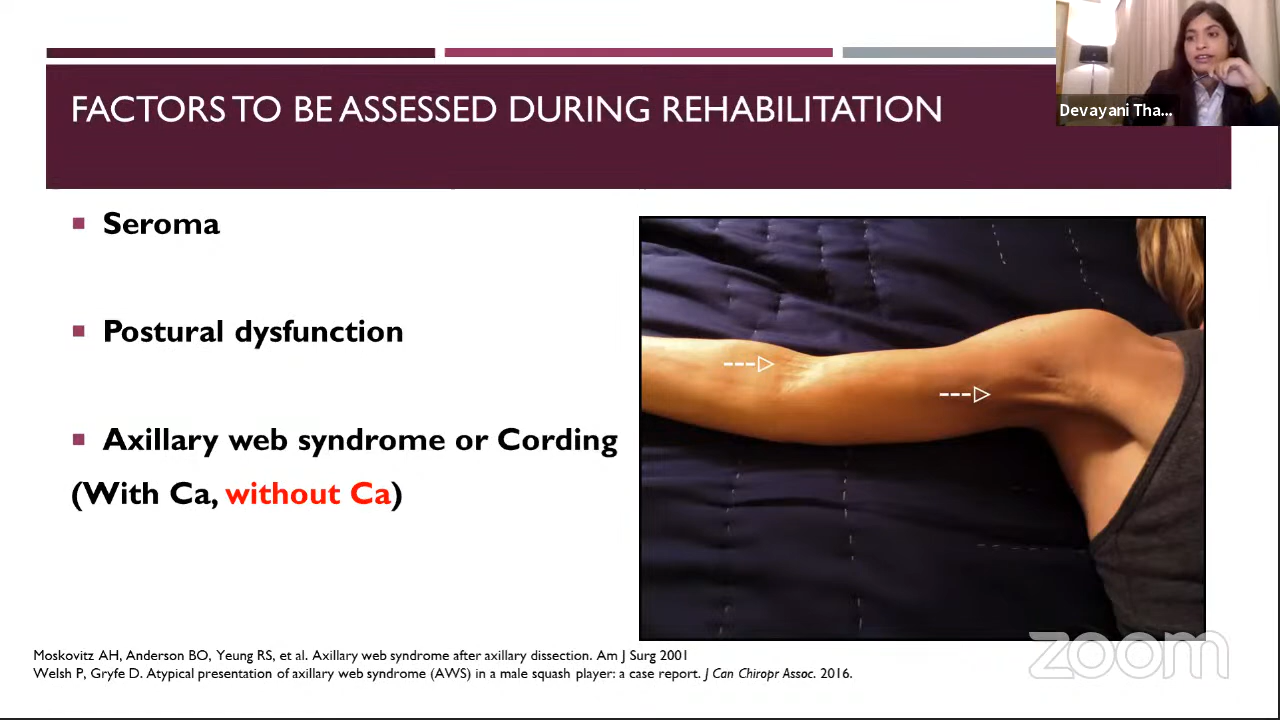 FACTORS TO BE ASSESSED DURING REHABILITATION
Devayani Tha...
Seroma
Postural dysfunction
Axillary web syndrome or Cording
(With Ca, without Ca)
Moskovitz AH, Anderson BO, Yeung RS, et al. Axillary web syndrome after axillary dissection. Am J Surg 2001
Welsh P, Gryfe D. Atypical presentation of axillary web syndrome (AWS) in a male squash player: a case report. J Can Chiropr Assoc. 2016.
zoom